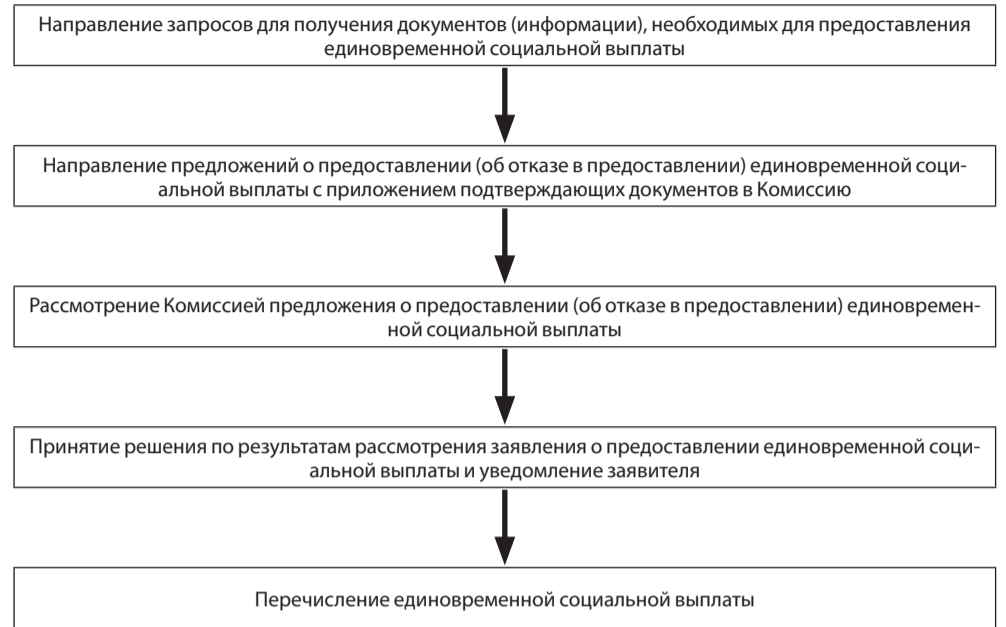 Направление запросов для получения документов (информации), необходимых для предоставления
единовременной социальной выплаты
Направление предложений о предоставлении (об отказе в предоставлении) единовременной соци-
альной выплаты с приложением подтверждающих документов в Комиссию
Рассмотрение Комиссией предложения о предоставлении (об отказе в предоставлении) единовремен-
ной социальной выплаты
Принятие решения по результатам рассмотрения заявления о предоставлении единовременной соци-
альной выплаты и уведомление заявителя
Перечисление единовременной социальной выплаты